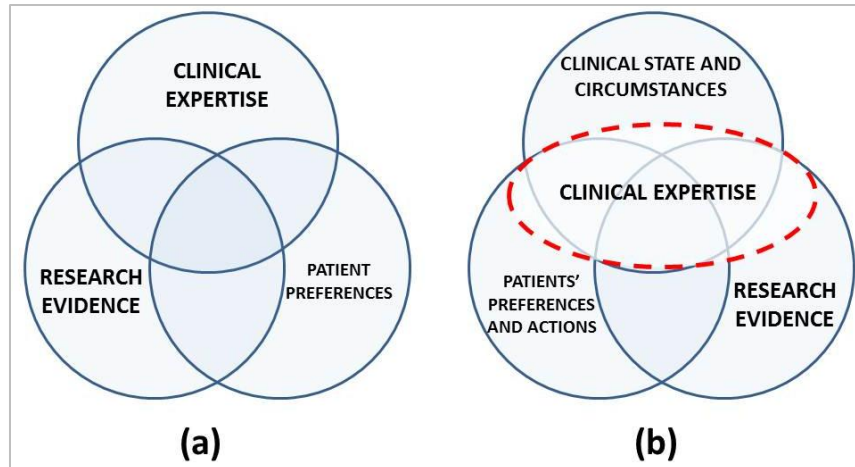 CLINICAL
EXPERTISE
RESEARCH
EVIDENCE
PATIENT
PREFERENCES
(a)
CLINICAL STATE AND
CIRCUMSTANCES
CLINICAL EXPERTISE
PATIENTS’
PREFERENCES
AND ACTIONS
RESEARCH
EVIDENCE
(b)